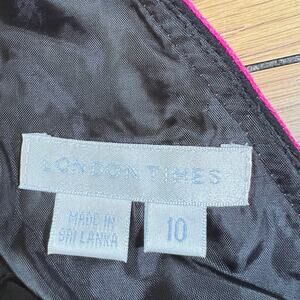 LONDON TIMES
MADE IN
SRI LANKA
10